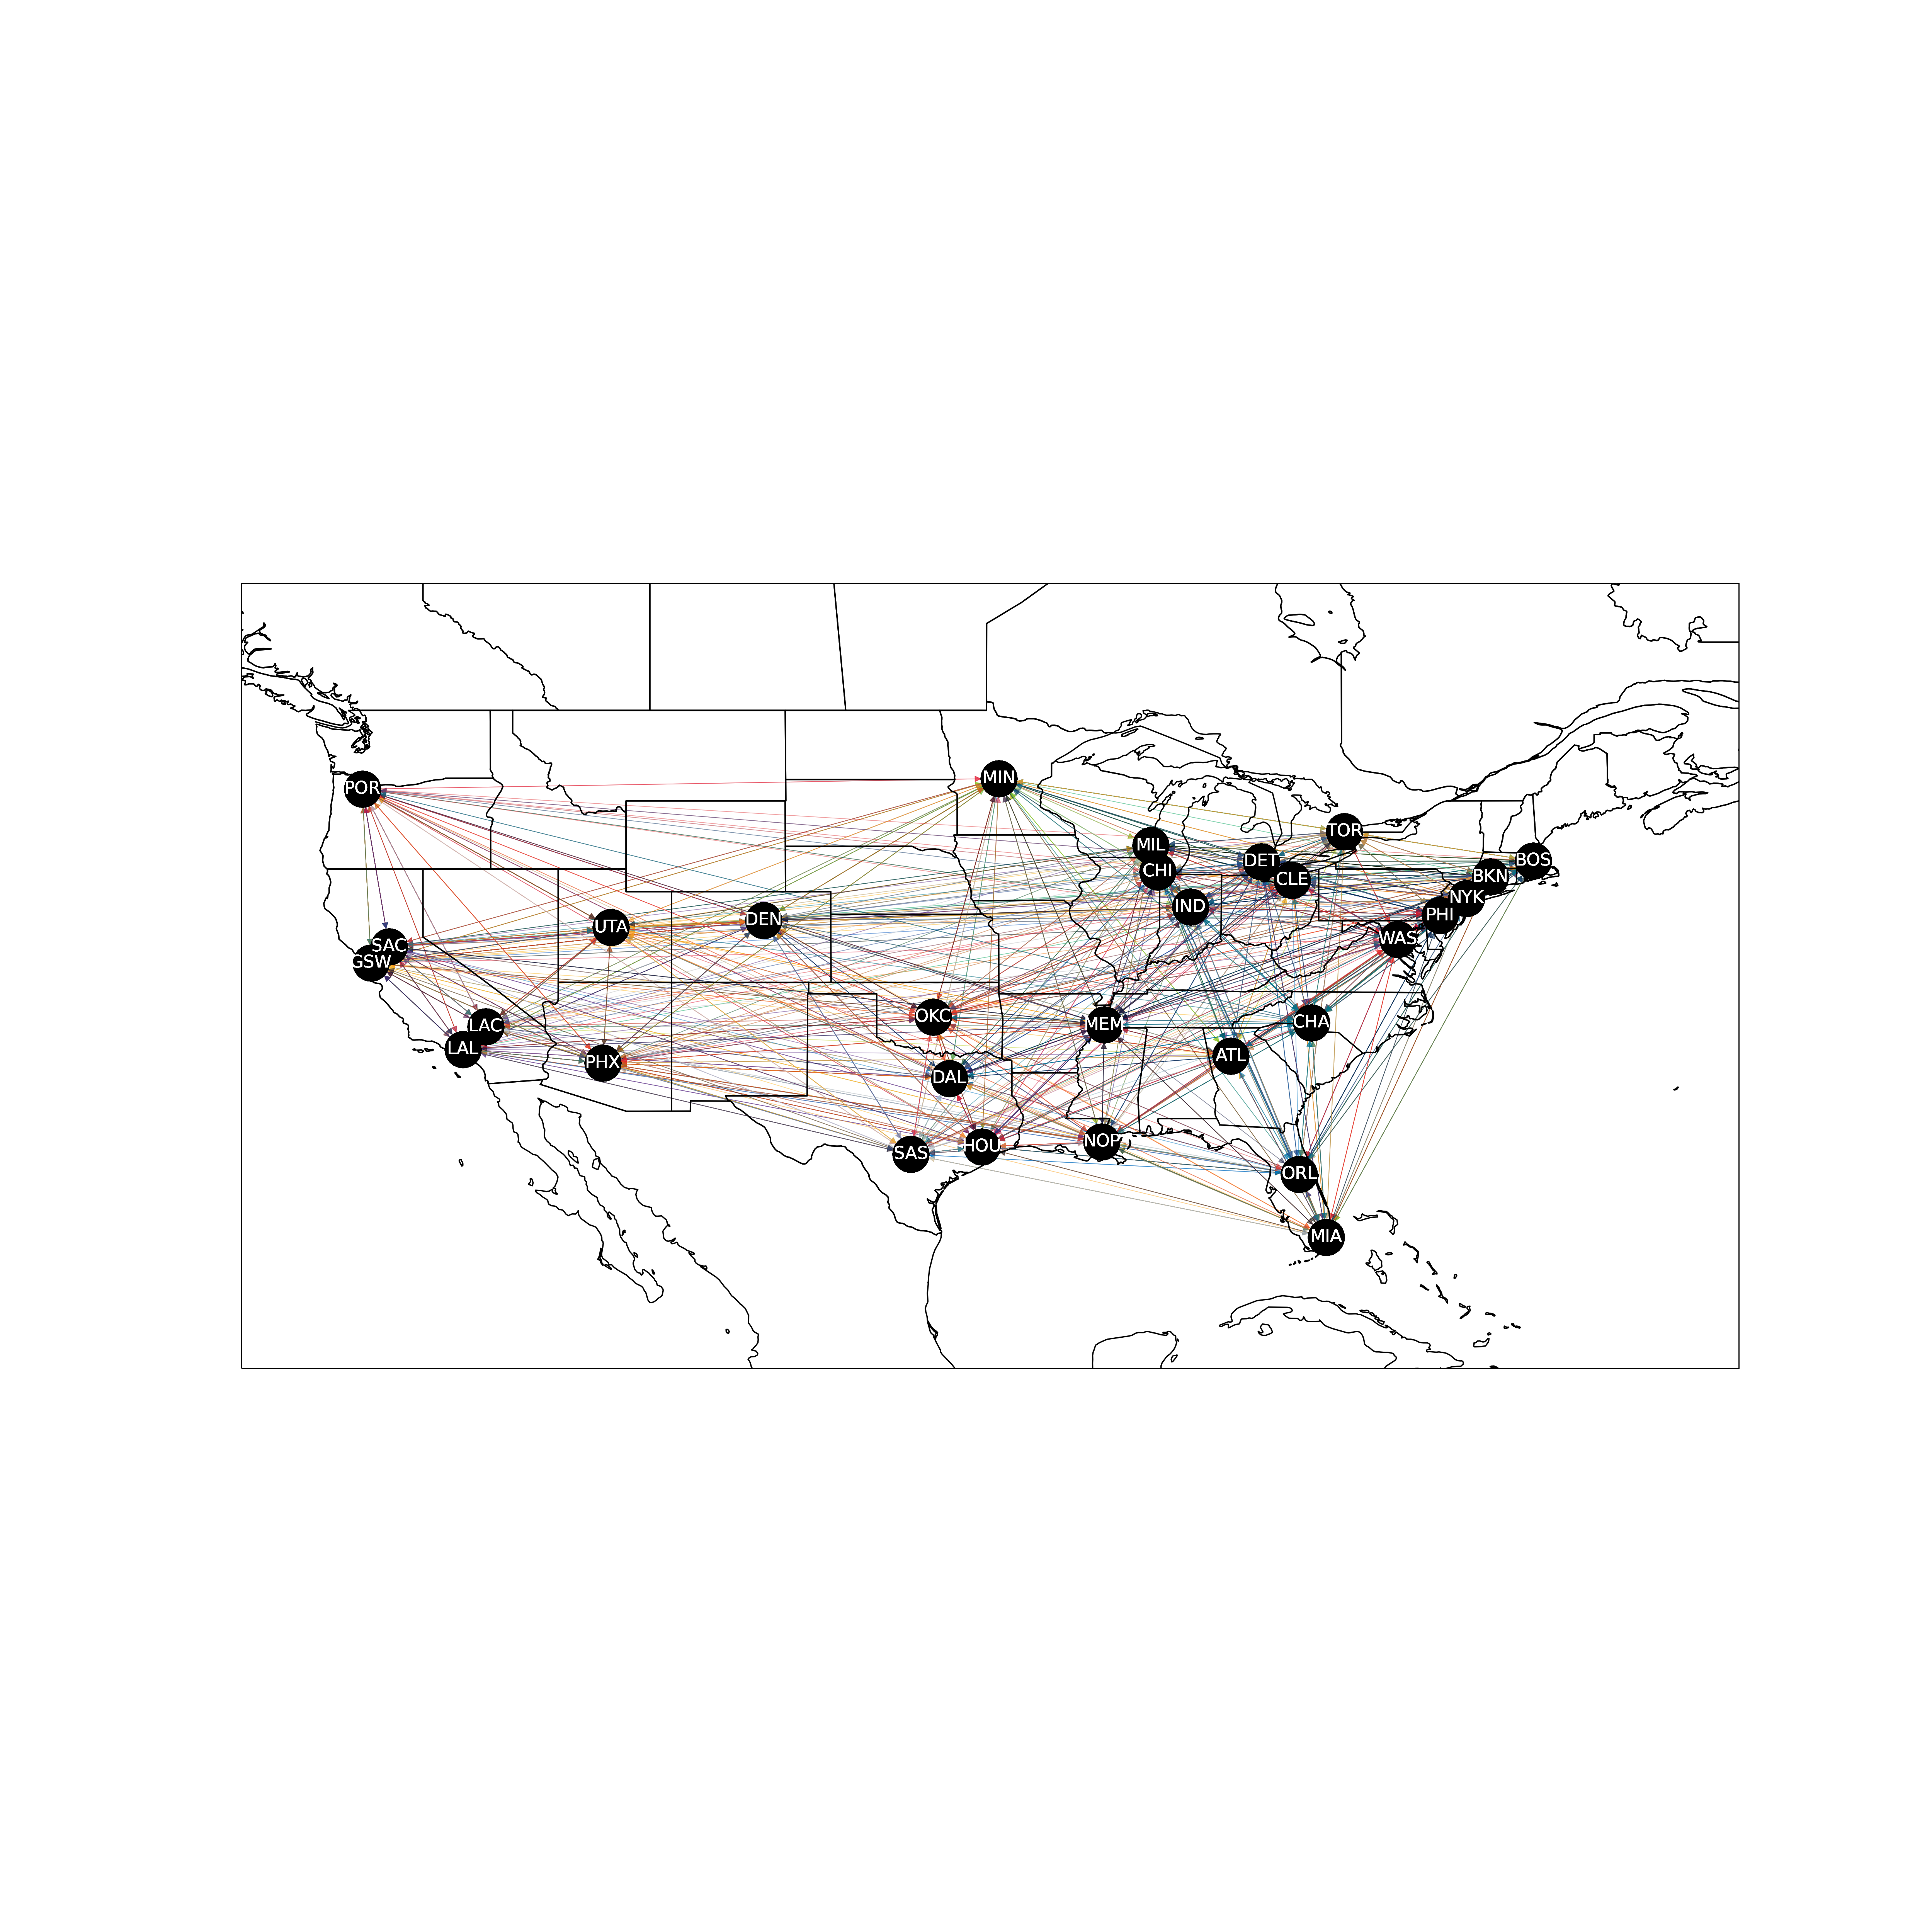 MIN
POR
TOR
MIL
BOS
DET
CHI
BKN
CLE
NYK
IND
PHI
DEN
UTA
WAS
SAC
GSW
OKC
CHA
MEM
LAC
LAL
ATL
PHX
DAL
NOP
HOU
SAS
ORL
MIA